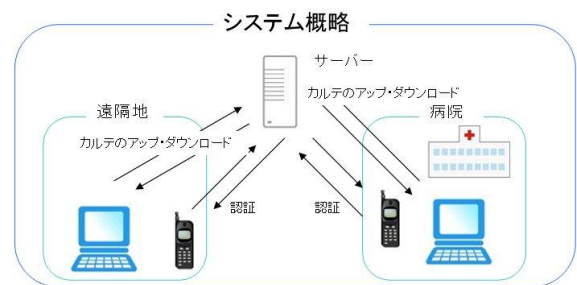 システム概略
サーバー
カルテのアップ・ダウンロード
遠隔地
病院
カルテのアップ・ダウンロード
認証
認証